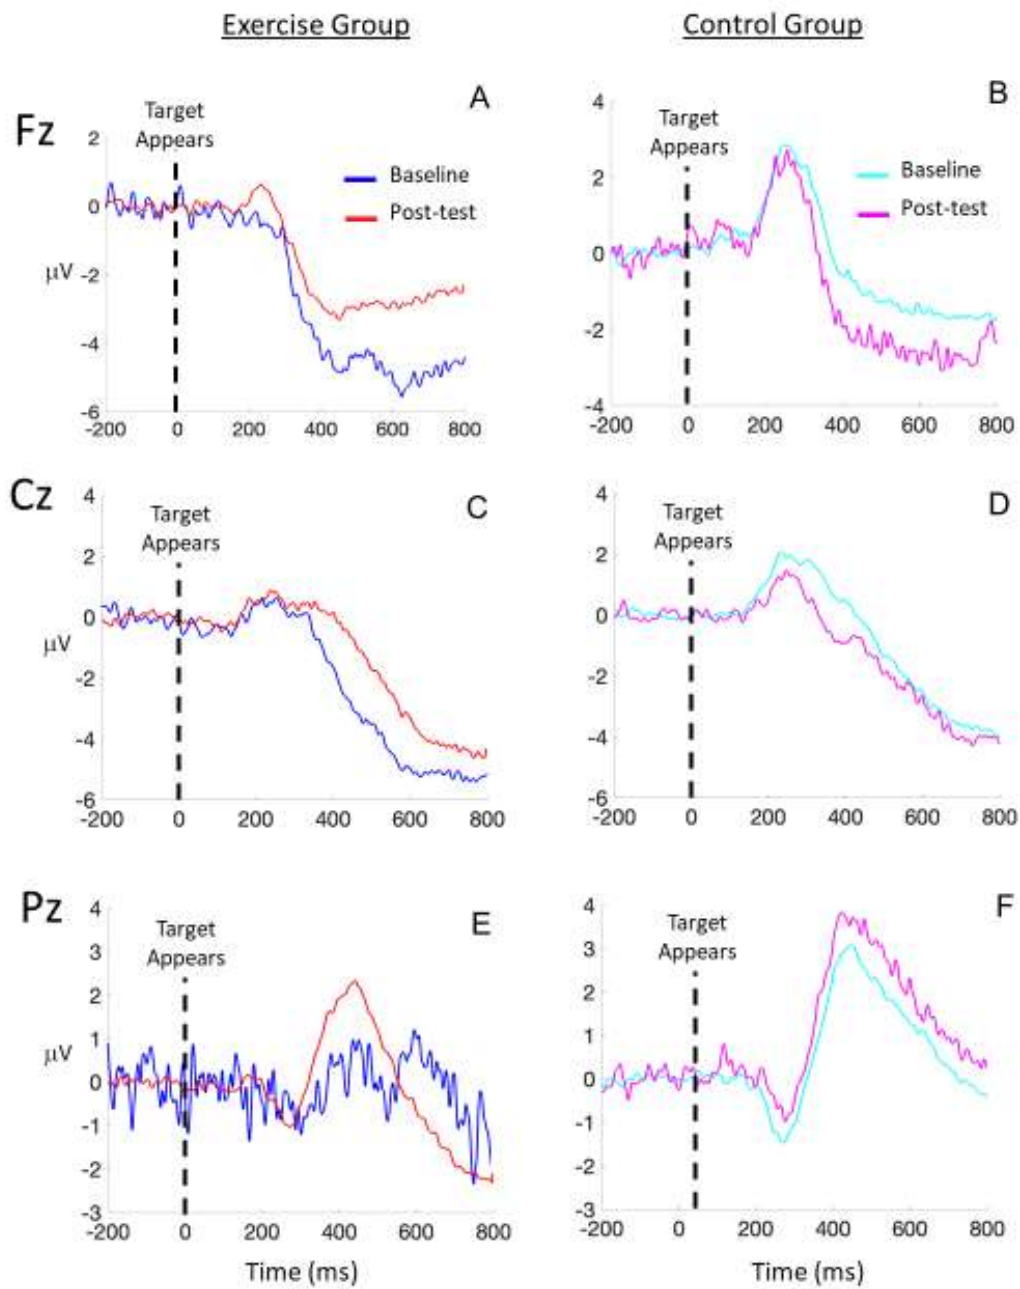 Exercise Group
Control Group
Fz
A
Target
Appears
Baseline
Post-test
μV
2
0
-2
-4
-6
-200 0 200 400 600 800
B
Target
Appears
Baseline
Post-test
4
2
0
-2
-4
-200 0 200 400 600 800
Cz
C
Target
Appears
μV
4
2
0
-2
-4
-6
-200 0 200 400 600 800
D
Target
Appears
4
2
0
-2
-4
-6
-200 0 200 400 600 800
Pz
E
Target
Appears
μV
4
3
2
1
0
-1
-2
-3
-200 0 200 400 600 800
Time (ms)
F
Target
Appears
4
3
2
1
0
-1
-2
-3
-200 0 200 400 600 800
Time (ms)